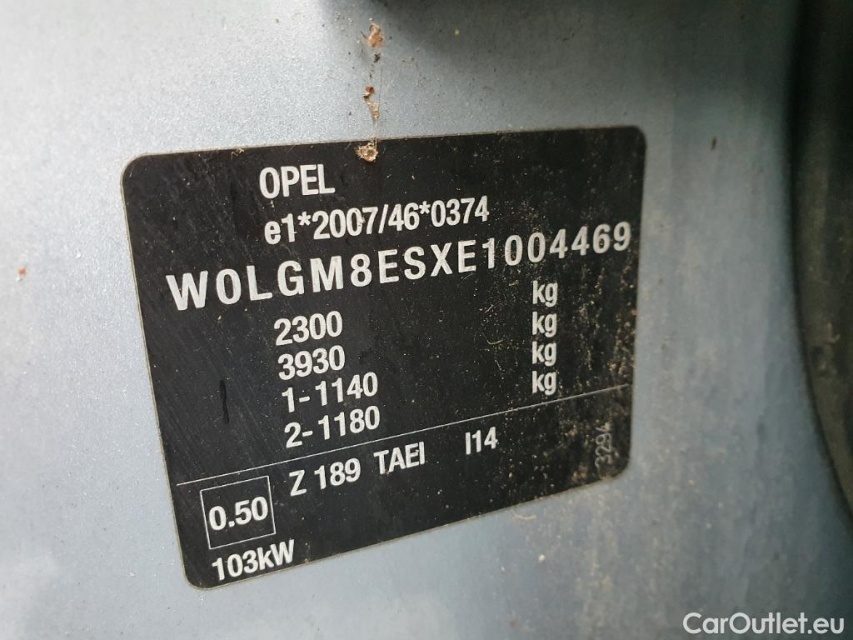 OPEL
e1*2007/46*0374
W0LGM8ESXE1004469
2300 kg
3930 kg
1-1140 kg
2-1180 kg
Z 189 TAEI I14
3294
0.50
103kW
CarOutlet.eu